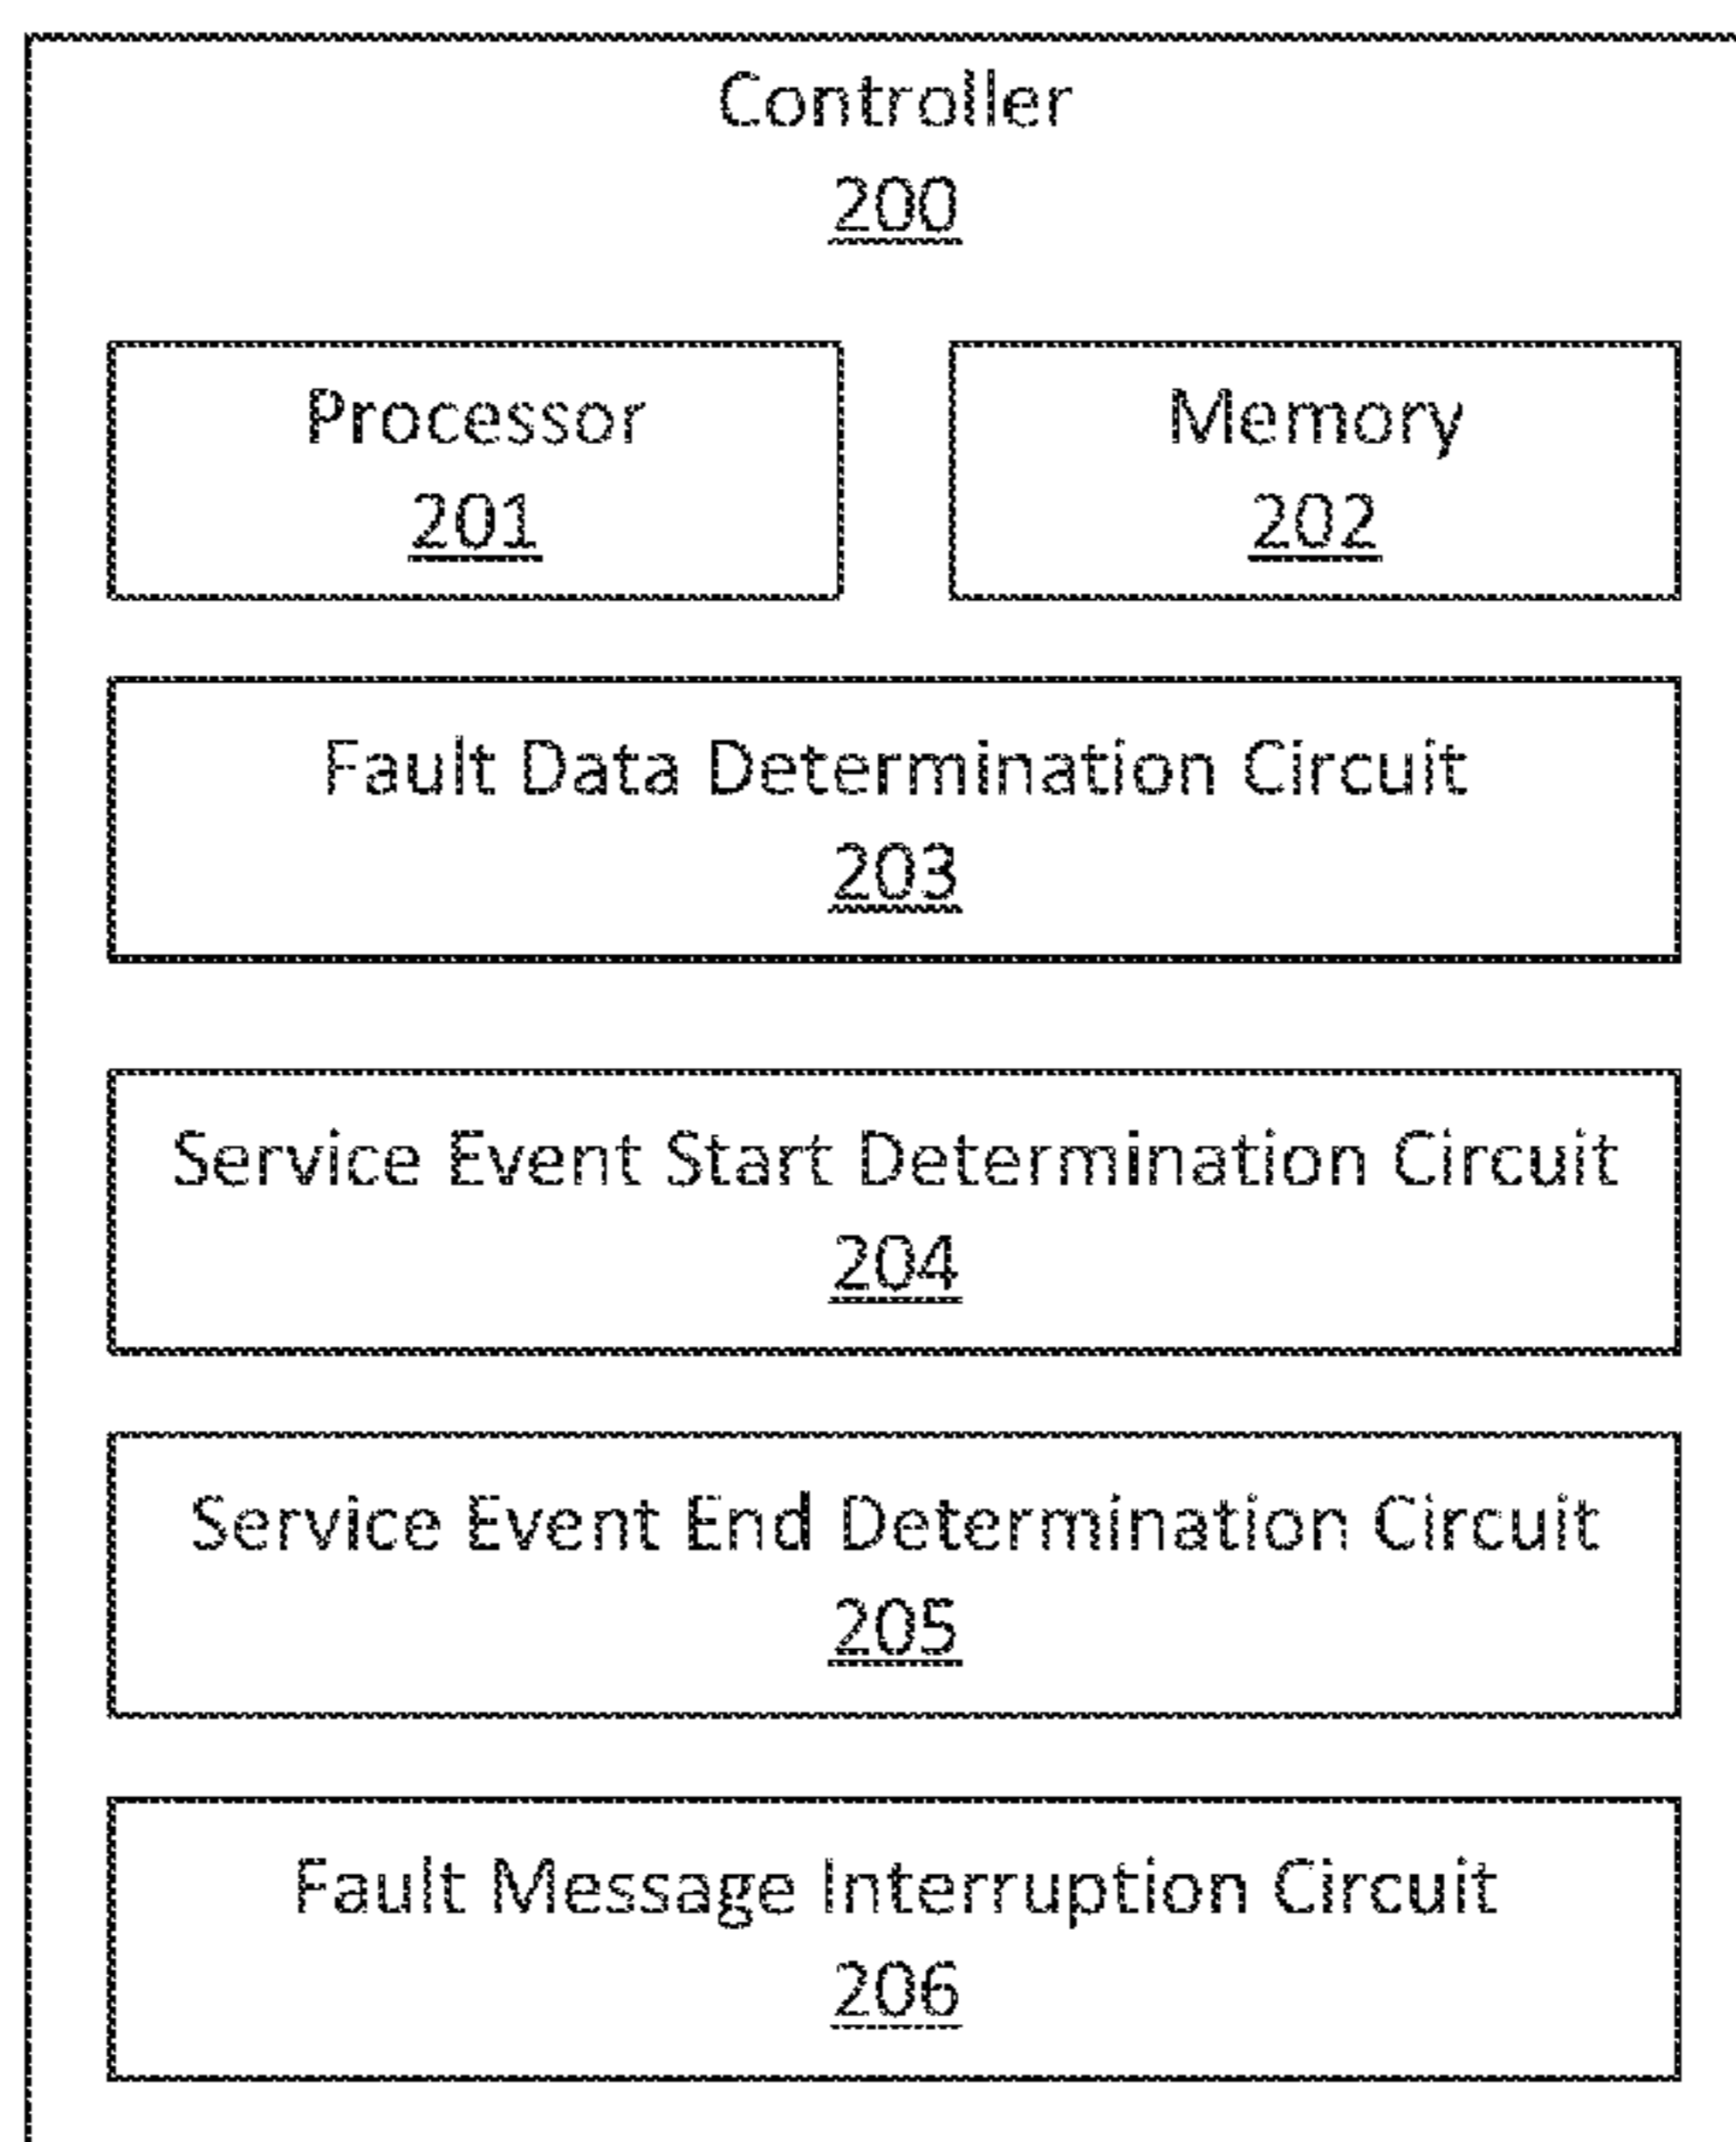 Controller
200
Processor
201
Memory
202
Fault Data Determination Circuit
203
Service Event Start Determination Circuit
204
Service Event End Determination Circuit
205
Fault Message Interruption Circuit
206